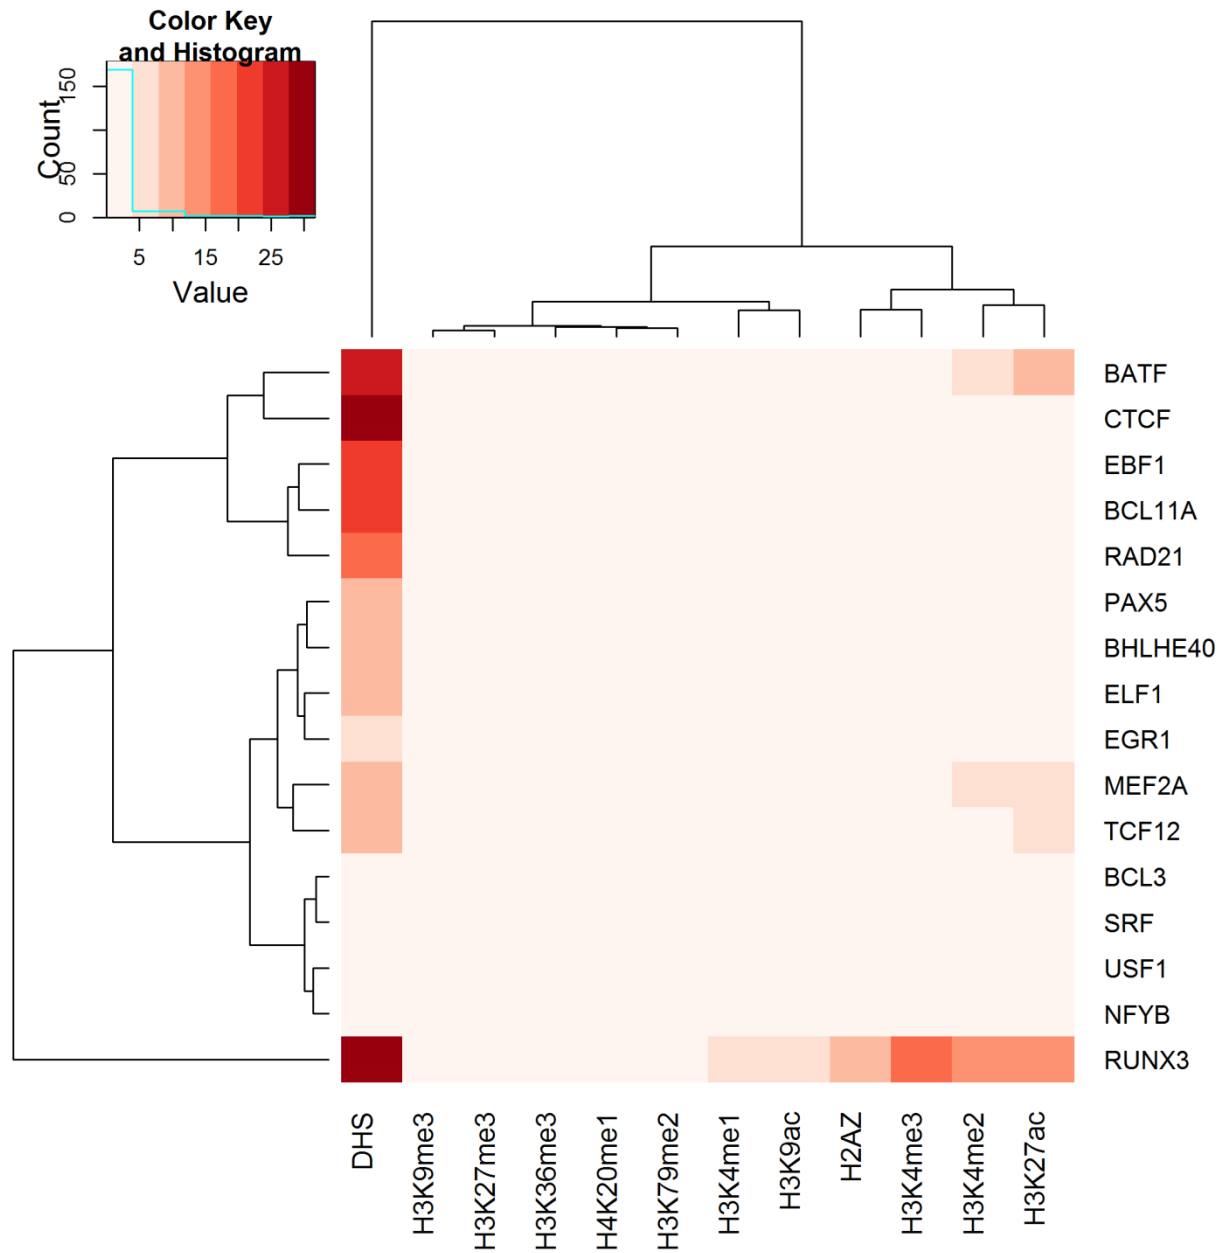 Color Key
and Histogram
Count
0
50
150
5
15
25
Value
BATF
CTCF
EBF1
BCL11A
RAD21
PAX5
BHLHE40
ELF1
EGR1
MEF2A
TCF12
BCL3
SRF
USF1
NFYB
RUNX3
DHS
H3K9me3
H3K27me3
H3K36me3
H4K20me1
H3K79me2
H3K4me1
H3K9ac
H2AZ
H3K4me3
H3K4me2
H3K27ac